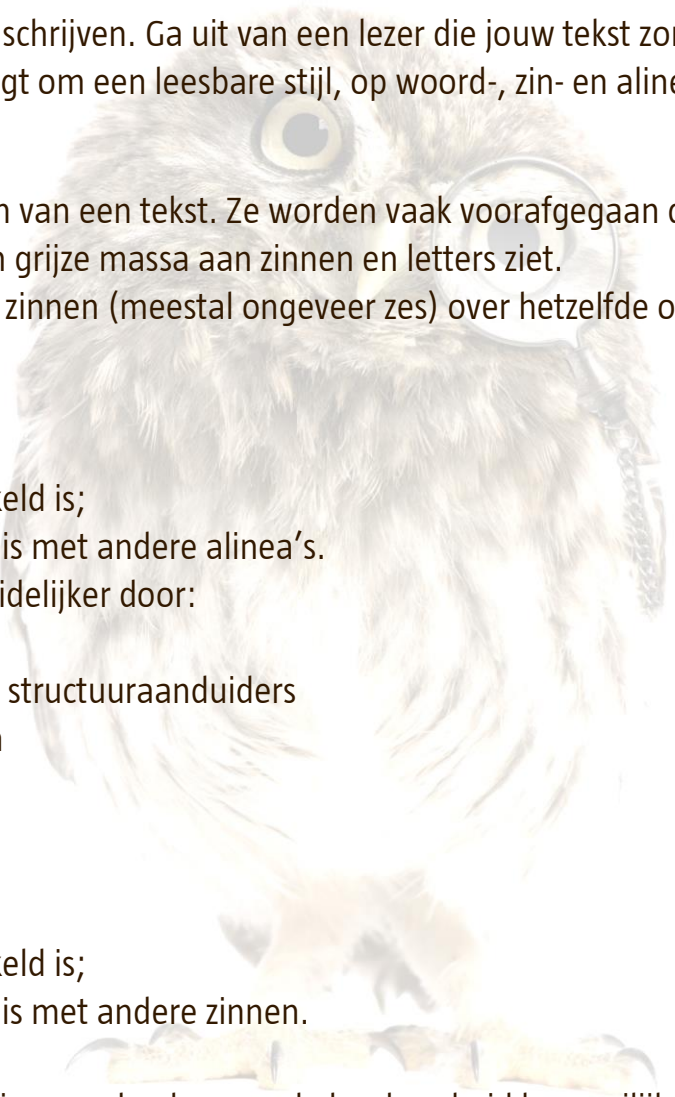 schrijven. Ga uit van een lezer die jouw tekst zor
gt om een leesbare stijl, op woord-, zin- en aline
n van een tekst. Ze worden vaak voorafgegaan d
n grijze massa aan zinnen en letters ziet.
zinnen (meestal ongeveer zes) over hetzelfde o
keld is;
is met andere alinea's.
idelijker door:
structuuraanduiders
n
keld is;
is met andere zinnen.